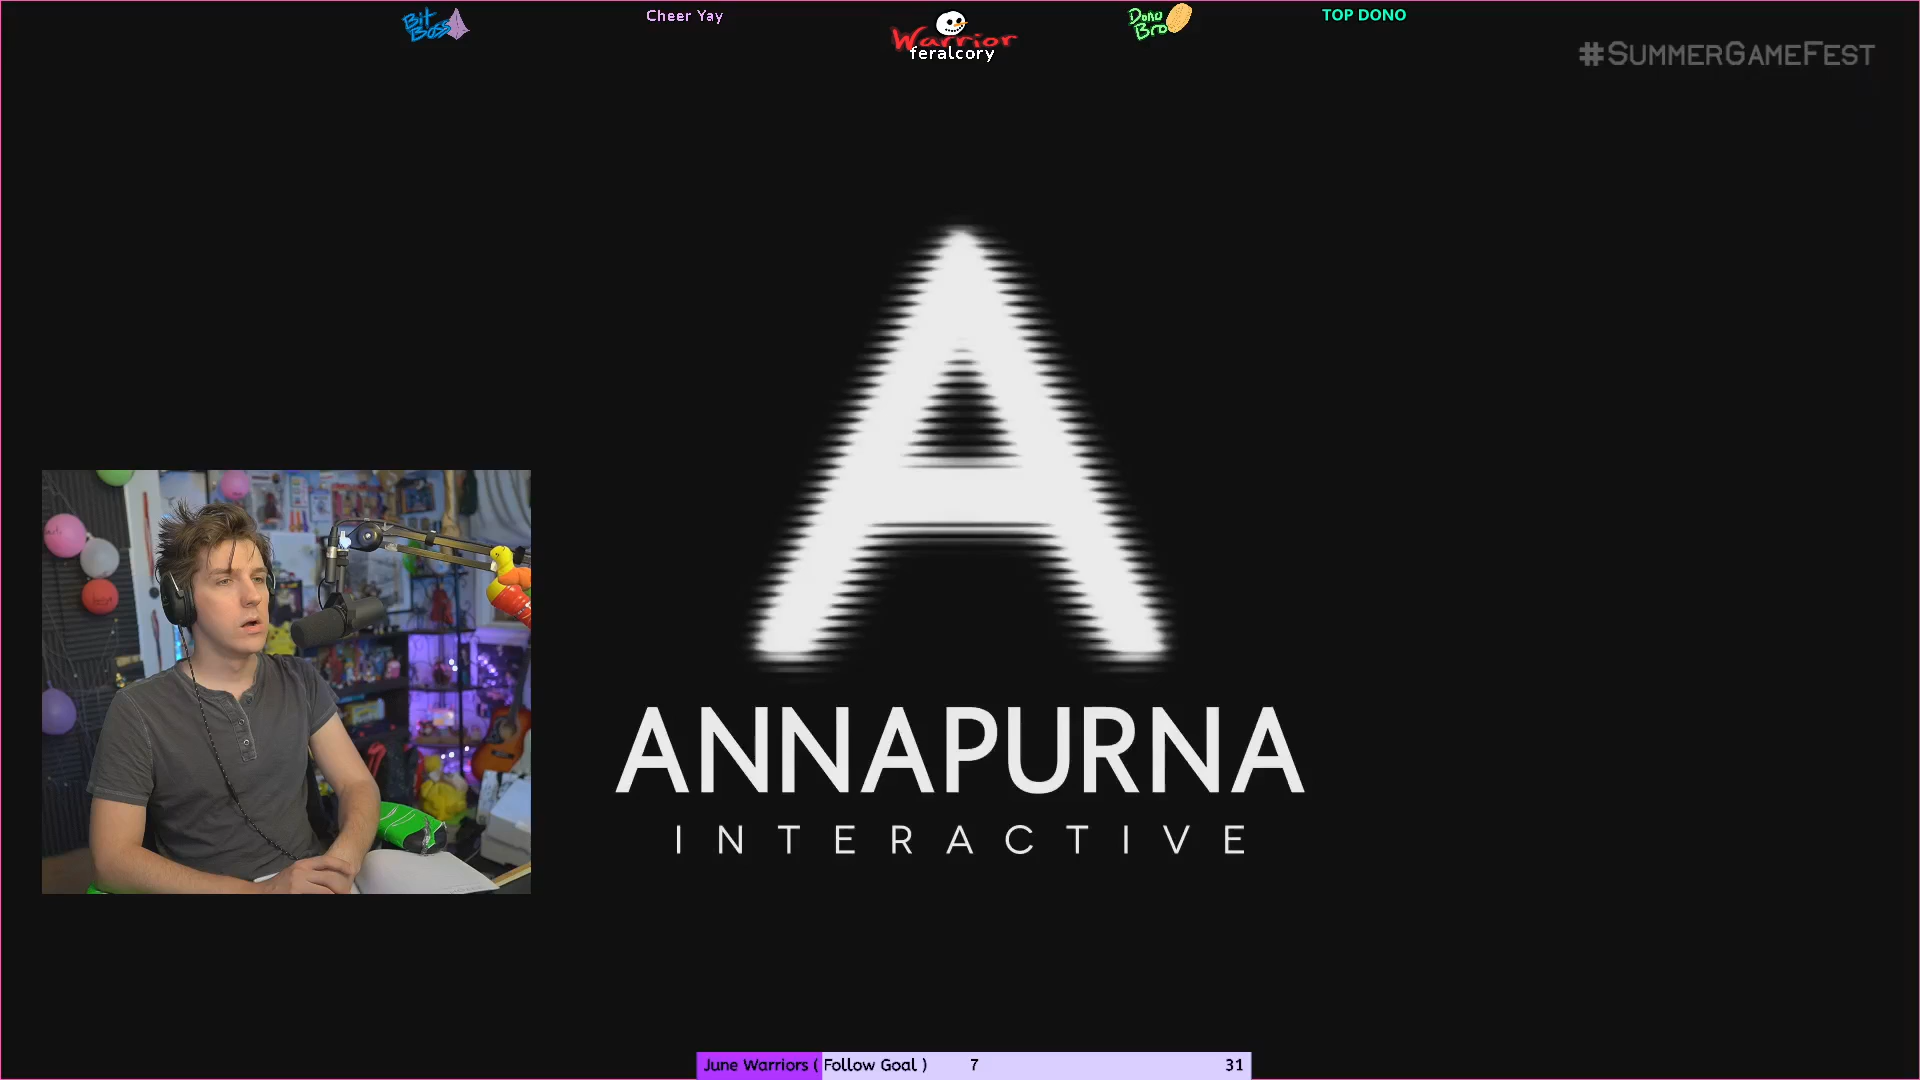 Bit
Boss
Cheer Yay
Warrior
feralcory
Dono
Bro
TOP DONO
#SUMMERGAMEFEST
A
ANNAPURNA
INTERACTIVE
June Warriors ( Follow Goal ) 7 31